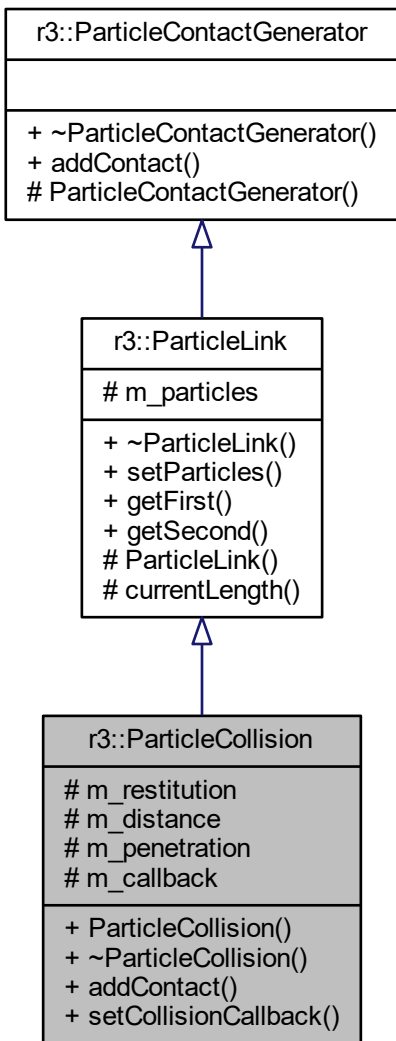 r3::ParticleContactGenerator
+ ~ParticleContactGenerator()
+ addContact()
# ParticleContactGenerator()
r3::ParticleLink
# m_particles
+ ~ParticleLink()
+ setParticles()
+ getFirst()
+ getSecond()
# ParticleLink()
# currentLength()
r3::ParticleCollision
# m_restitution
# m_distance
# m_penetration
# m_callback
+ ParticleCollision()
+ ~ParticleCollision()
+ addContact()
+ setCollisionCallback()